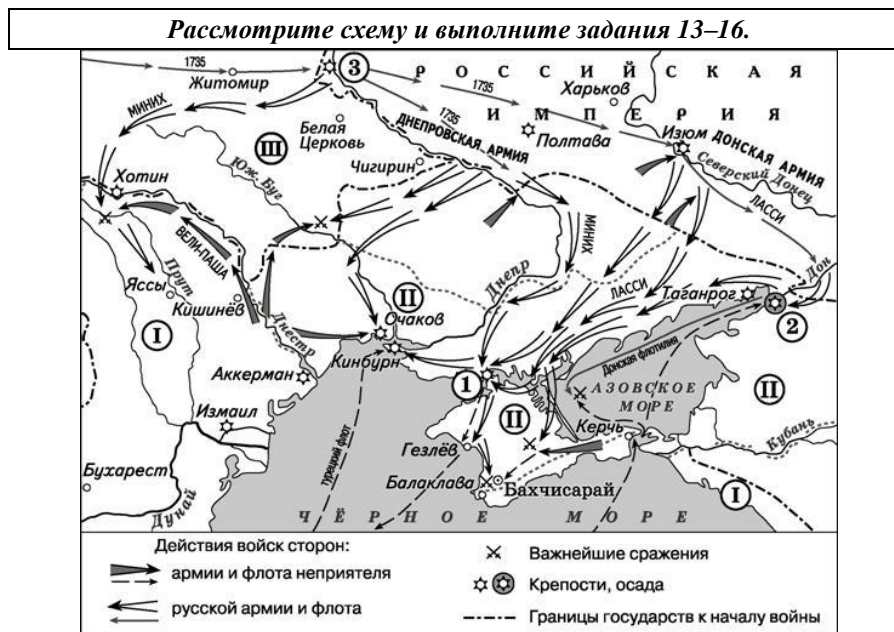 Рассмотрите схему и выполните задания 13–16.
1735
Житомир
3
РОССИЙСКАЯ
1735
Харьков
МИНИХ
1735
ИМПЕРИЯ
Белая
Церковь
ДНЕПРОВСКАЯ АРМИЯ
Полтава
Изюм
ДОНСКАЯ АРМИЯ
III
Хотин
Юж. Буг
Чигирин
Северский Донец
ЛАССИ
ВЕЛИ-ПАША
МИНИХ
Яссы
Прут
Кишинёв
Днепр
ЛАССИ
Дон
Таганрог
II
Очаков
2
I
Днестр
Кинбурн
Донская флотилия
Аккерман
1
АЗОВСКОЕ
МОРЕ
II
Измаил
II
Керчь
Кубань
Гезлёв
турецкий флот
Бухарест
Балаклава
Бахчисарай
I
Дунай
ЧЁРНОЕ МОРЕ
Действия войск сторон:
армии и флота неприятеля
русской армии и флота
Важнейшие сражения
Крепости, осада
Границы государств к началу войны